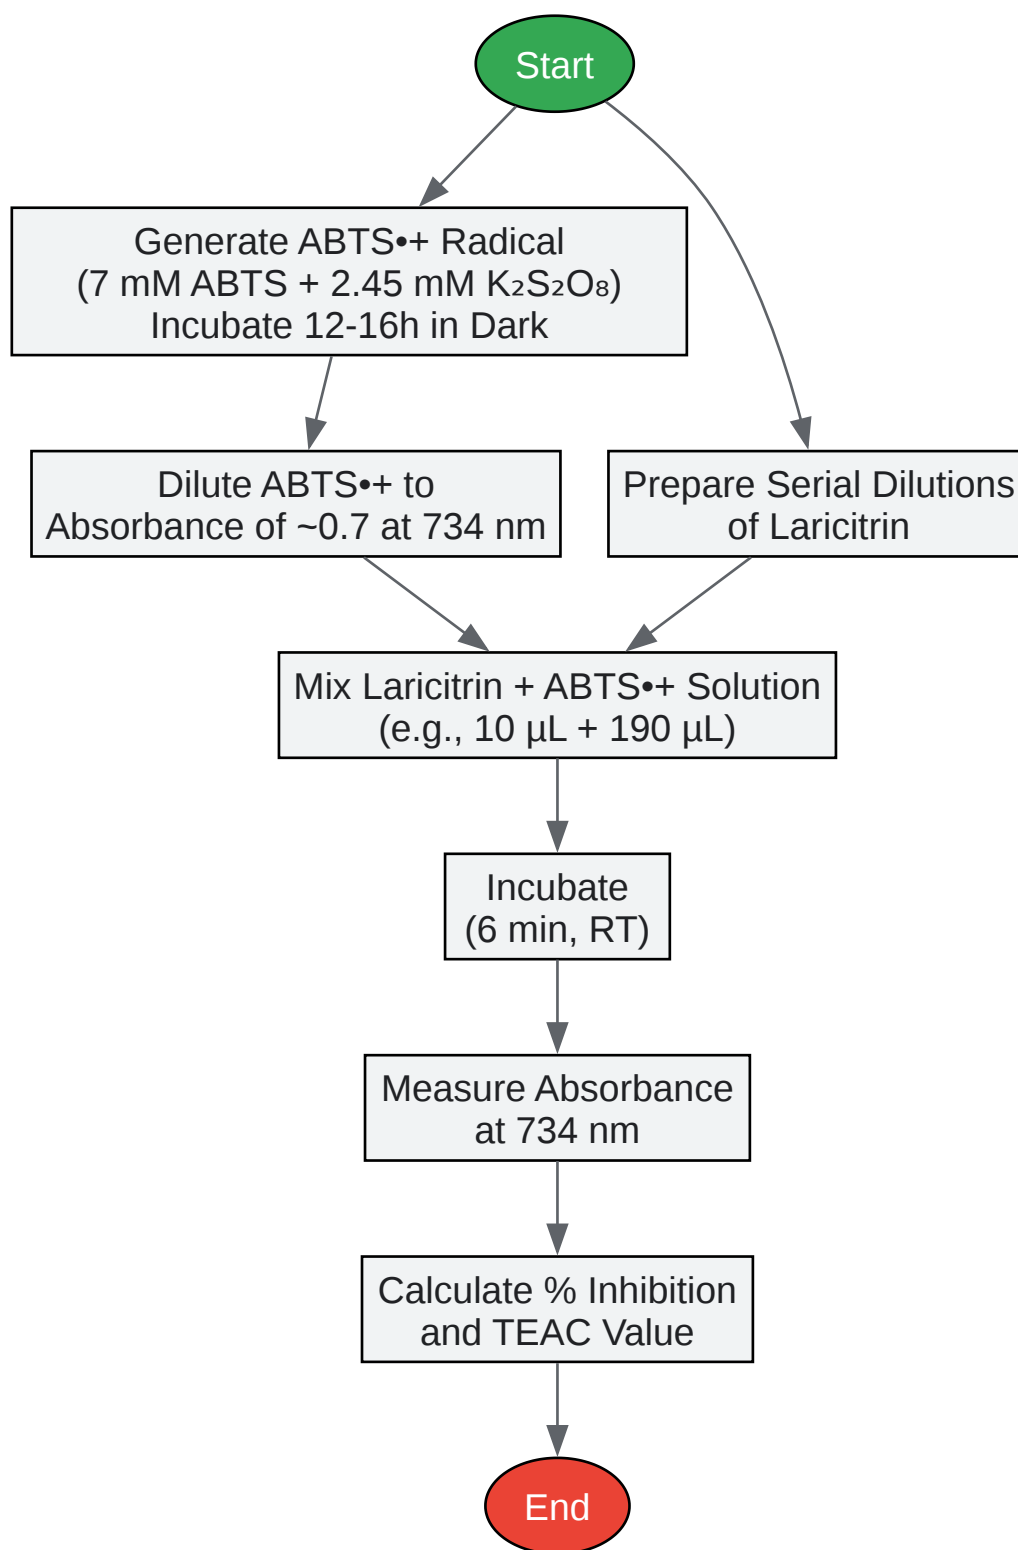 Start
Generate ABTS•+ Radical
(7 mM ABTS + 2.45 mM K₂S₂O₈)
Incubate 12-16h in Dark
Dilute ABTS•+ to
Absorbance of ~0.7 at 734 nm
Prepare Serial Dilutions
of Laricitrin
Mix Laricitrin + ABTS•+ Solution
(e.g., 10 µL + 190 µL)
Incubate
(6 min, RT)
Measure Absorbance
at 734 nm
Calculate % Inhibition
and TEAC Value
End